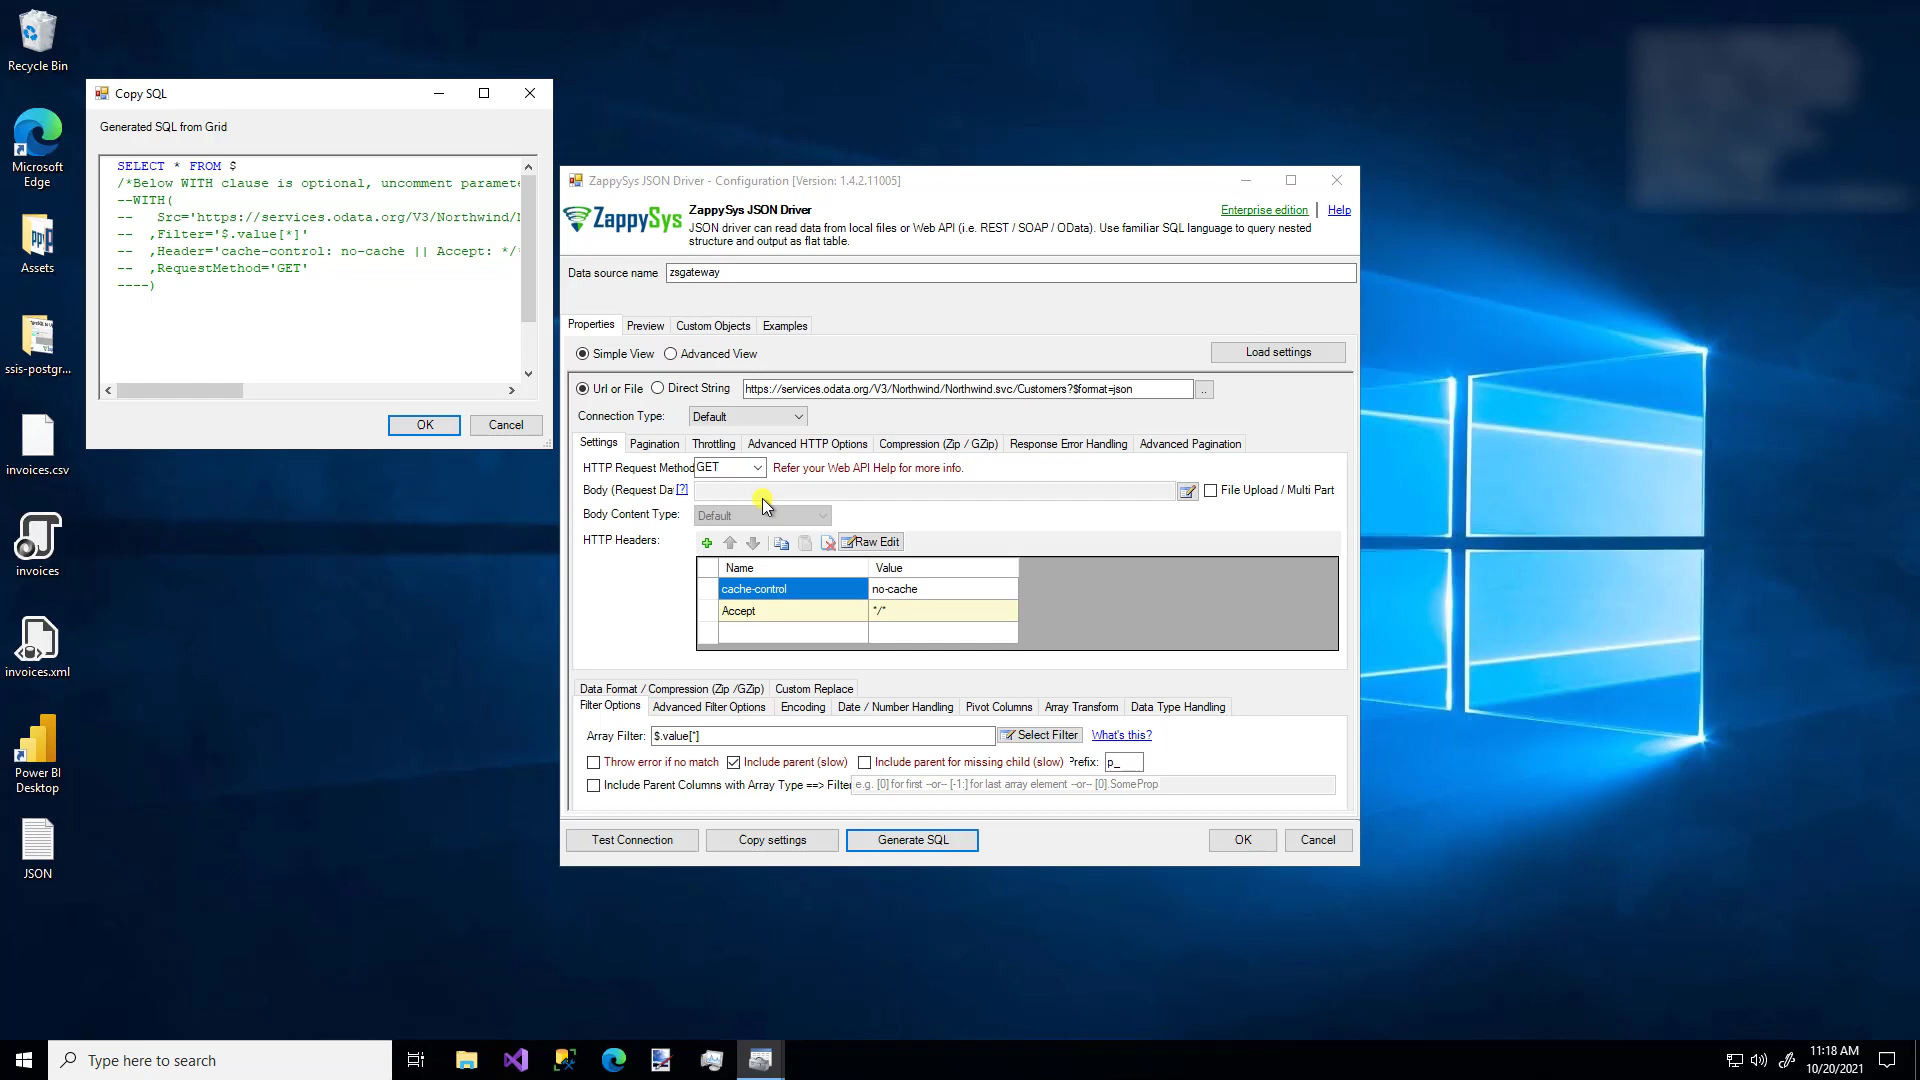 Recycle Bin
Microsoft
Edge
Assets
ssis-postgr...
invoices.csv
invoices
invoices.xml
Power BI
Desktop
JSON
Copy SQL
Generated SQL from Grid
SELECT * FROM $
/*Below WITH clause is optional, uncomment paramete
--WITH(
-- Src='https://services.odata.org/V3/Northwind/N
-- ,Filter='$.value[*]'
-- ,Header='cache-control: no-cache || Accept: */
-- ,RequestMethod='GET'
----)
OK
Cancel
ZappySys JSON Driver - Configuration [Version: 1.4.2.11005]
ZappySys
ZappySys JSON Driver
JSON driver can read data from local files or Web API (i.e. REST / SOAP / OData). Use familiar SQL language to query nested
structure and output as flat table.
Enterprise edition | Help
Data source name zsgateway
Properties Preview Custom Objects Examples
Simple View Advanced View Load settings
Url or File Direct String https://services.odata.org/V3/Northwind/Northwind.svc/Customers?$format=json ..
Connection Type: Default
Settings Pagination Throttling Advanced HTTP Options Compression (Zip / GZip) Response Error Handling Advanced Pagination
HTTP Request Method GET Refer your Web API Help for more info.
Body (Request Da [?] File Upload / Multi Part
Body Content Type: Default
HTTP Headers: Raw Edit
Name Value
cache-control no-cache
Accept */*
Data Format / Compression (Zip /GZip) Custom Replace
Filter Options Advanced Filter Options Encoding Date / Number Handling Pivot Columns Array Transform Data Type Handling
Array Filter: $.value[*] Select Filter What's this?
Throw error if no match Include parent (slow) Include parent for missing child (slow) Prefix: p_
Include Parent Columns with Array Type ==> Filter e.g. [0] for first --or-- [-1:] for last array element --or-- [0].SomeProp
Test Connection Copy settings Generate SQL OK Cancel
Type here to search
11:18 AM
10/20/2021